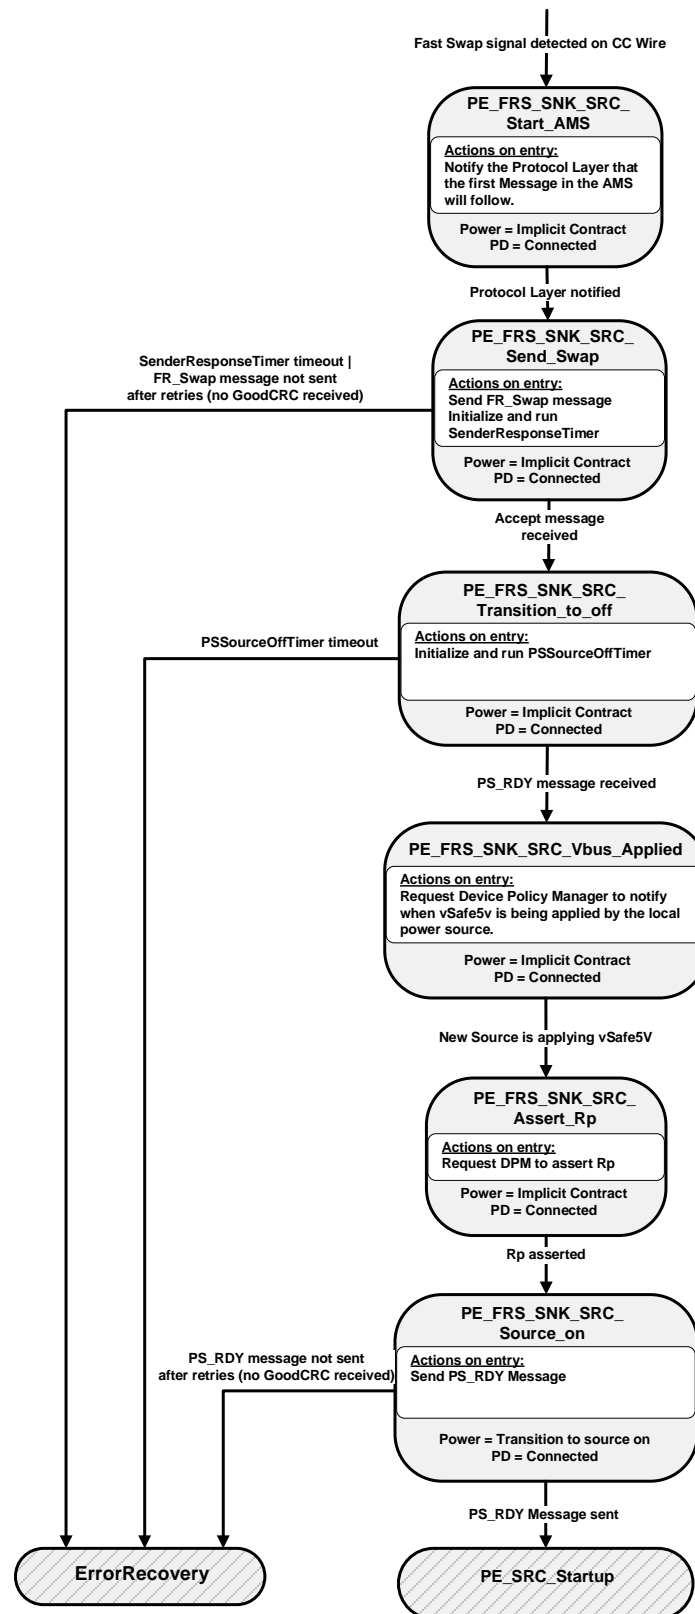 Fast Swap signal detected on CC Wire
PE_FRS_SNK_SRC_
Start_AMS
Actions on entry:
Notify the Protocol Layer that
the first Message in the AMS
will follow.
Power = Implicit Contract
PD = Connected
Protocol Layer notified
PE_FRS_SNK_SRC_
Send_Swap
Actions on entry:
Send FR_Swap message
Initialize and run
SenderResponseTimer
Power = Implicit Contract
PD = Connected
SenderResponseTimer timeout |
FR_Swap message not sent
after retries (no GoodCRC received)
Accept message
received
PE_FRS_SNK_SRC_
Transition_to_off
Actions on entry:
Initialize and run PSSourceOffTimer
Power = Implicit Contract
PD = Connected
PSSourceOffTimer timeout
PS_RDY message received
PE_FRS_SNK_SRC_Vbus_Applied
Actions on entry:
Request Device Policy Manager to notify
when vSafe5v is being applied by the local
power source.
Power = Implicit Contract
PD = Connected
New Source is applying vSafe5V
PE_FRS_SNK_SRC_
Assert_Rp
Actions on entry:
Request DPM to assert Rp
Power = Implicit Contract
PD = Connected
Rp asserted
PE_FRS_SNK_SRC_
Source_on
Actions on entry:
Send PS_RDY Message
Power = Transition to source on
PD = Connected
PS_RDY message not sent
after retries (no GoodCRC received)
PS_RDY Message sent
ErrorRecovery
PE_SRC_Startup